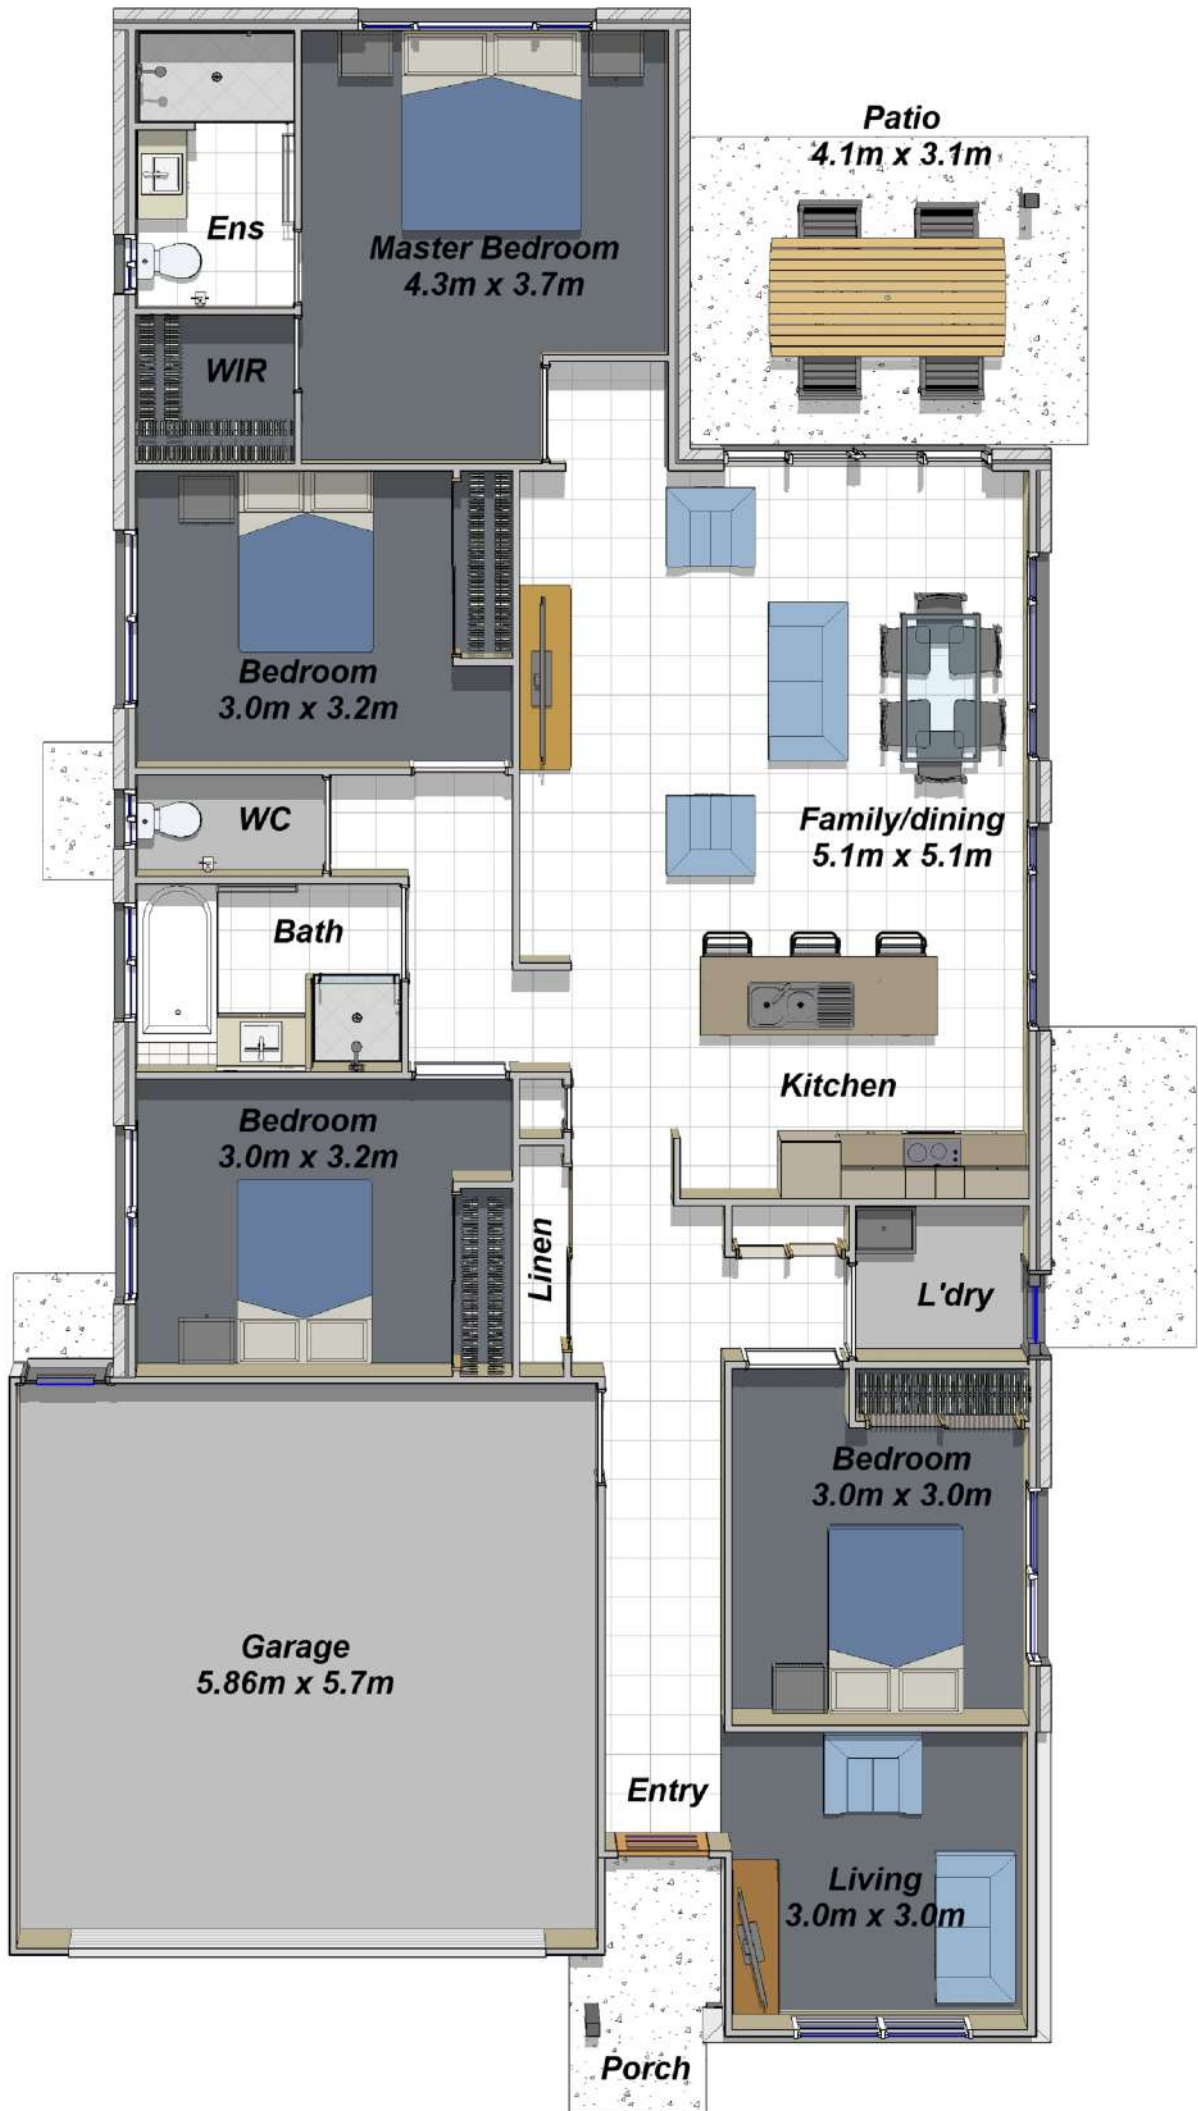 Patio
4.1m x 3.1m
Ens
Master Bedroom
4.3m x 3.7m
WIR
Bedroom
3.0m x 3.2m
WC
Family/dining
5.1m x 5.1m
Bath
Kitchen
Bedroom
3.0m x 3.2m
Linen
L'dry
Bedroom
3.0m x 3.0m
Garage
5.86m x 5.7m
Entry
Living
3.0m x 3.0m
Porch